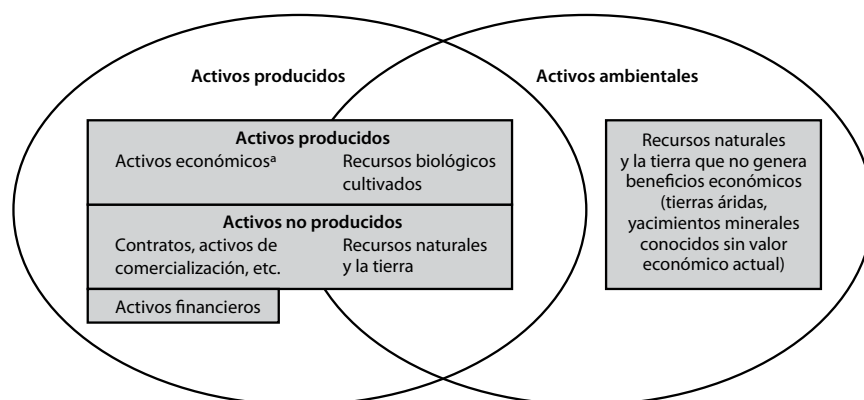 Activos producidos
Activos ambientales
Activos producidos
Activos económicosᵃ
Recursos biológicos
cultivados
Activos no producidos
Contratos, activos de
comercialización, etc.
Recursos naturales
y la tierra
Activos financieros
Recursos naturales
y la tierra que no genera
beneficios económicos
(tierras áridas,
yacimientos minerales
conocidos sin valor
económico actual)